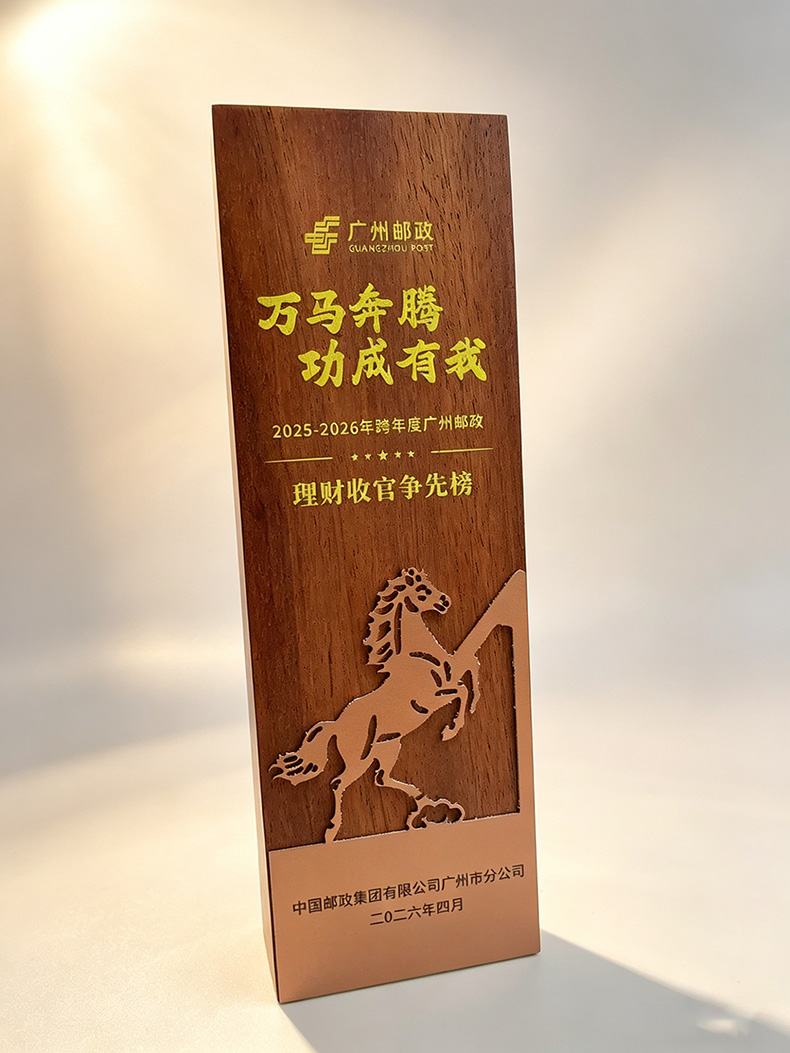 广州邮政
GUANGZHOU POST
万马奔腾
功成有我
2025-2026年跨年度广州邮政
理财收官争先榜
中国邮政集团有限公司广州市分公司
二〇二六年四月